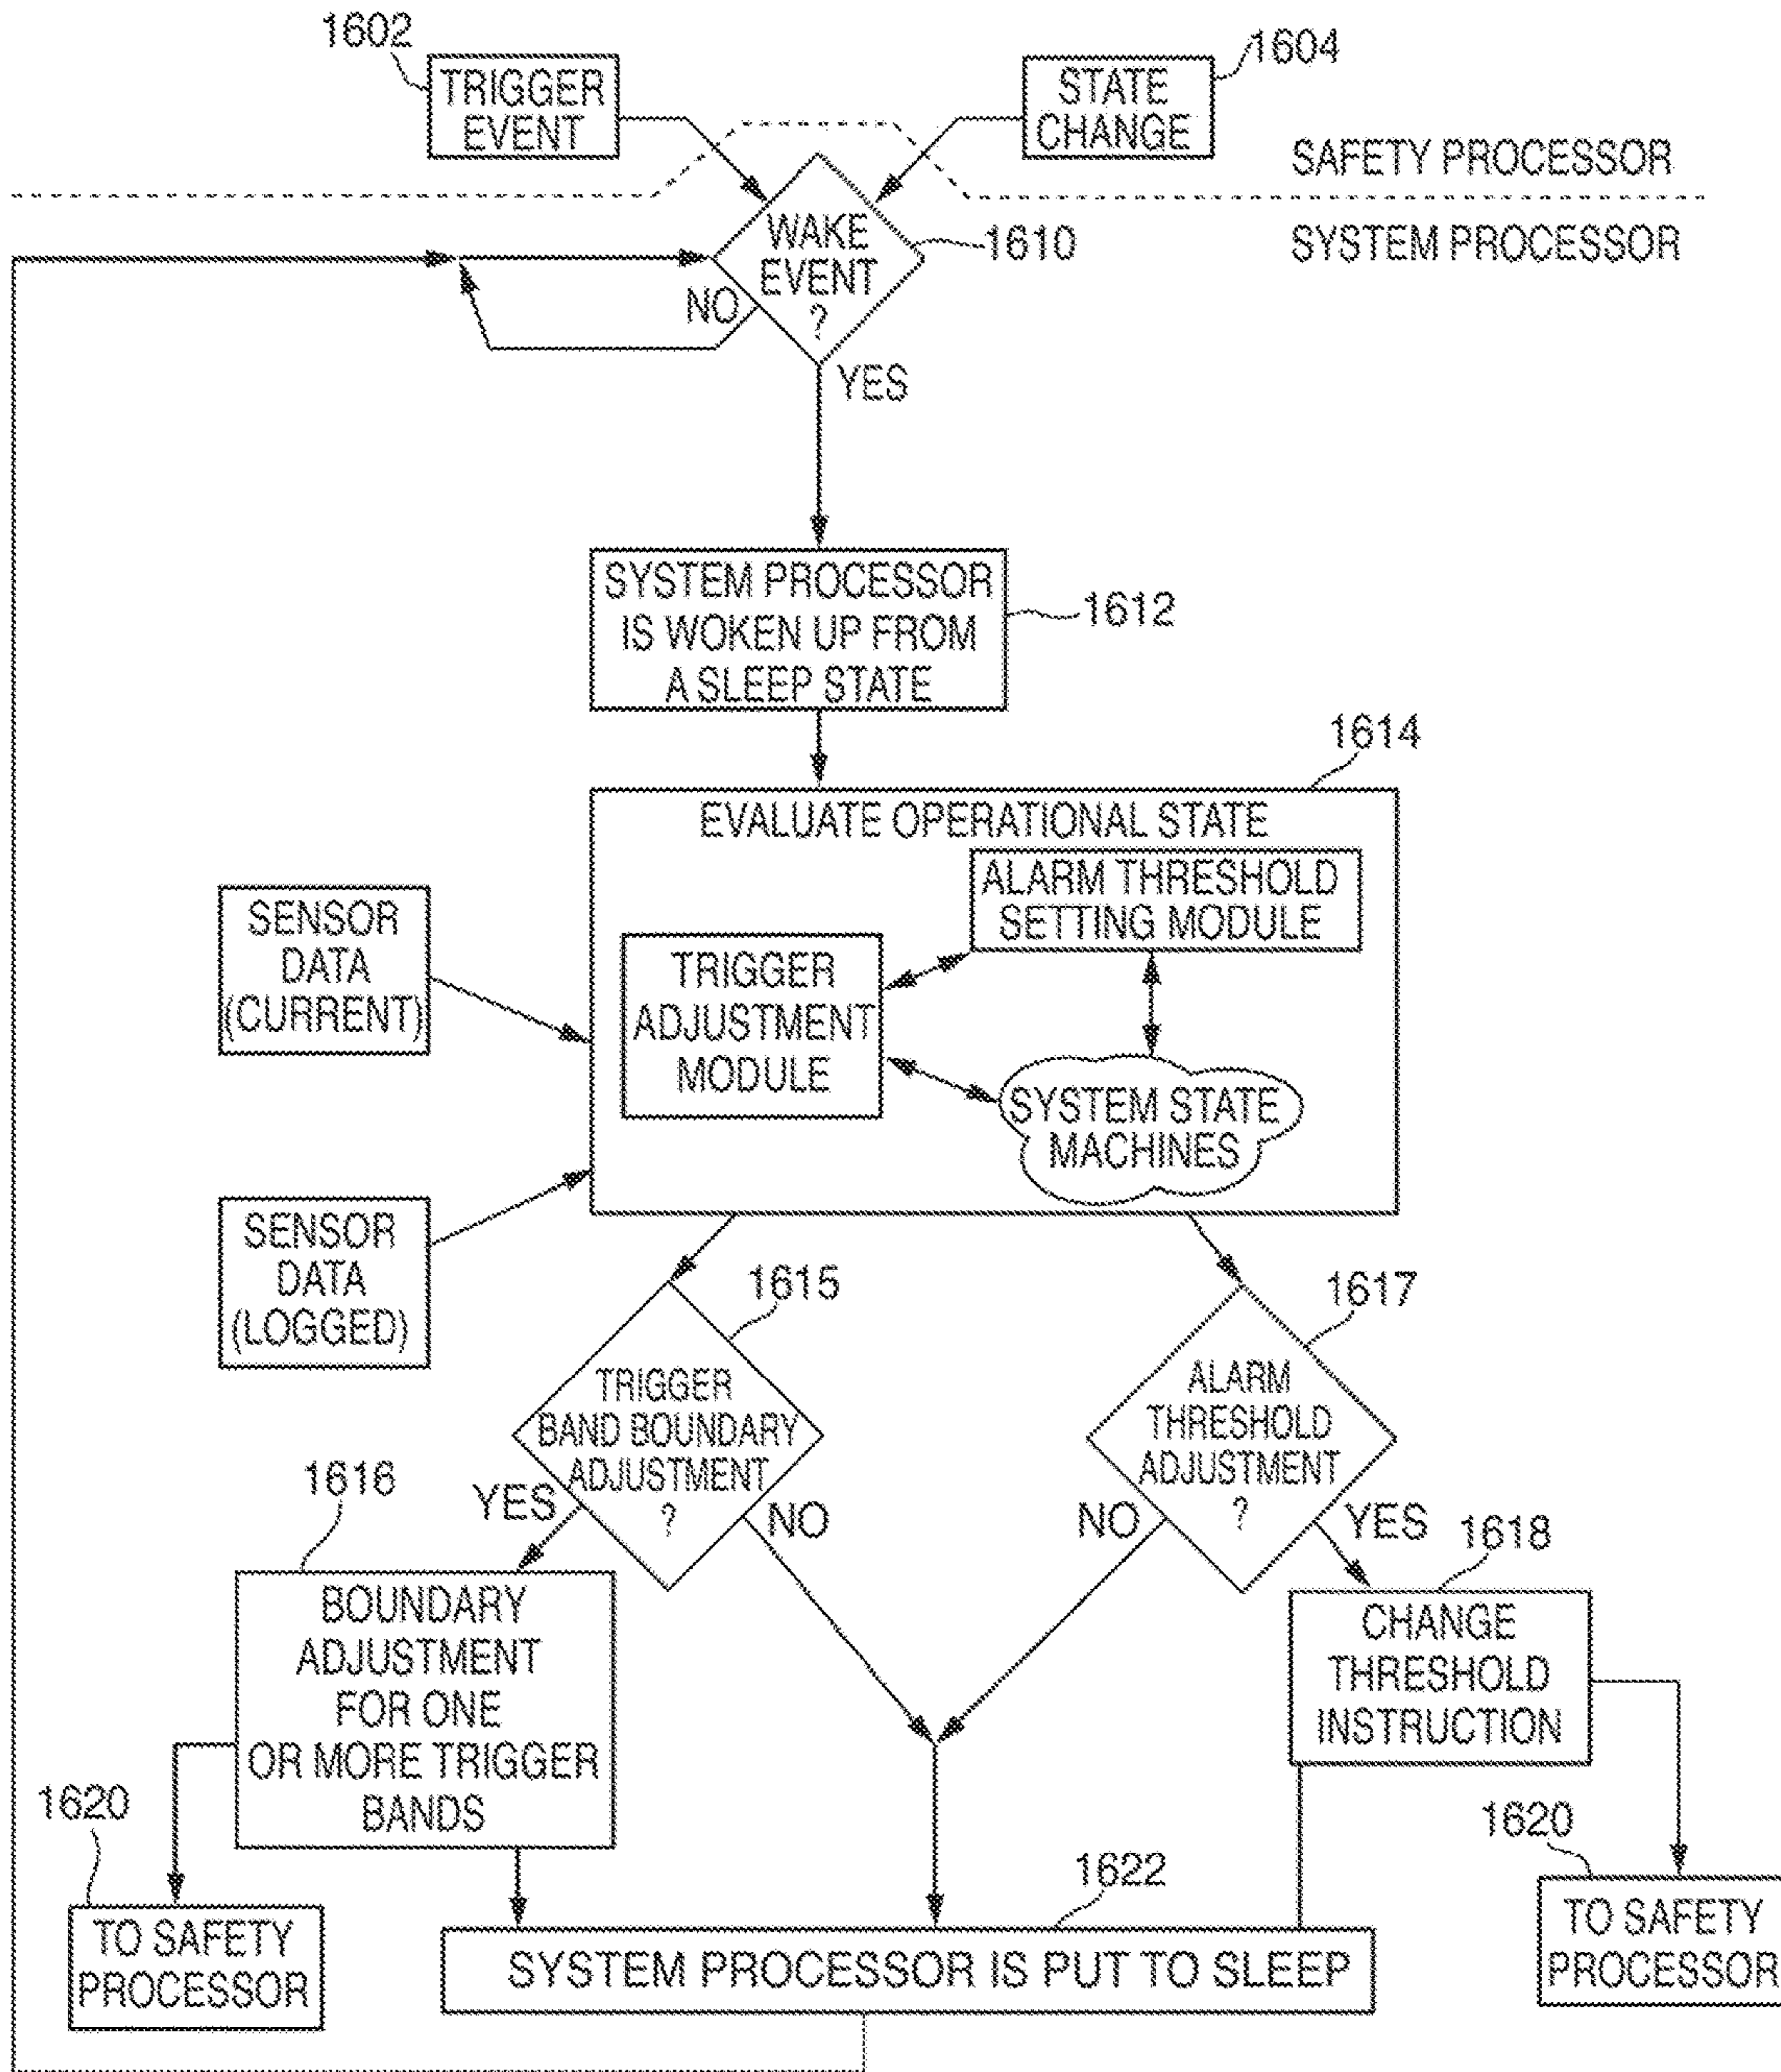 1602
TRIGGER
EVENT
1604
STATE
CHANGE
SAFETY PROCESSOR
SYSTEM PROCESSOR
WAKE
EVENT
?
1610
NO
YES
SYSTEM PROCESSOR
IS WOKEN UP FROM
A SLEEP STATE
1612
1614
EVALUATE OPERATIONAL STATE
ALARM THRESHOLD
SETTING MODULE
TRIGGER
ADJUSTMENT
MODULE
SYSTEM STATE
MACHINES
SENSOR
DATA
(CURRENT)
SENSOR
DATA
(LOGGED)
1615
TRIGGER
BAND BOUNDARY
ADJUSTMENT
?
YES
NO
1617
ALARM
THRESHOLD
ADJUSTMENT
?
NO
YES
1616
BOUNDARY
ADJUSTMENT
FOR ONE
OR MORE TRIGGER
BANDS
1618
CHANGE
THRESHOLD
INSTRUCTION
1620
TO SAFETY
PROCESSOR
1622
SYSTEM PROCESSOR IS PUT TO SLEEP
1620
TO SAFETY
PROCESSOR